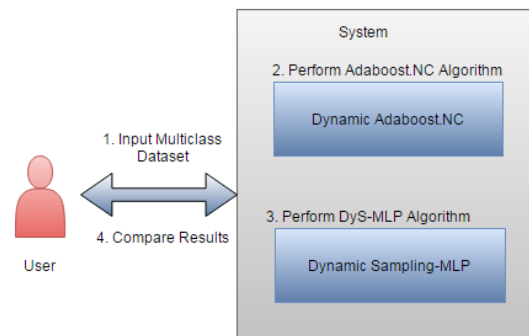 System
2. Perform Adaboost.NC Algorithm
Dynamic Adaboost.NC
1. Input Multiclass
Dataset
4. Compare Results
User
3. Perform DyS-MLP Algorithm
Dynamic Sampling-MLP